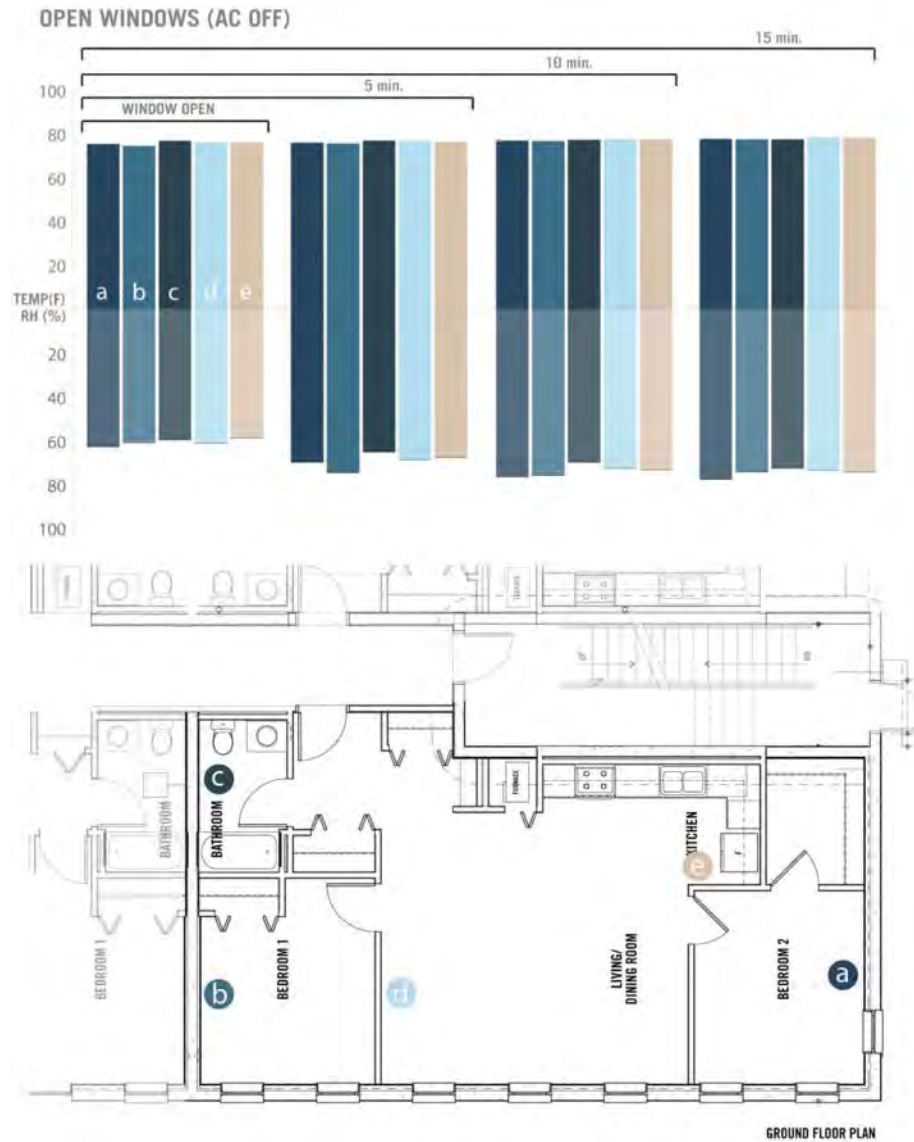 OPEN WINDOWS (AC OFF)
15 min.
10 min.
5 min.
WINDOW OPEN
100
80
60
40
20
TEMP(F)
RH (%)
20
40
60
80
100
a b c d e
UP
FURNACE
c
BATHROOM
BATHROOM
KITCHEN
F
e
BEDROOM 1
b
BEDROOM 1
d
LIVING/
DINING ROOM
BEDROOM 2
a
GROUND FLOOR PLAN